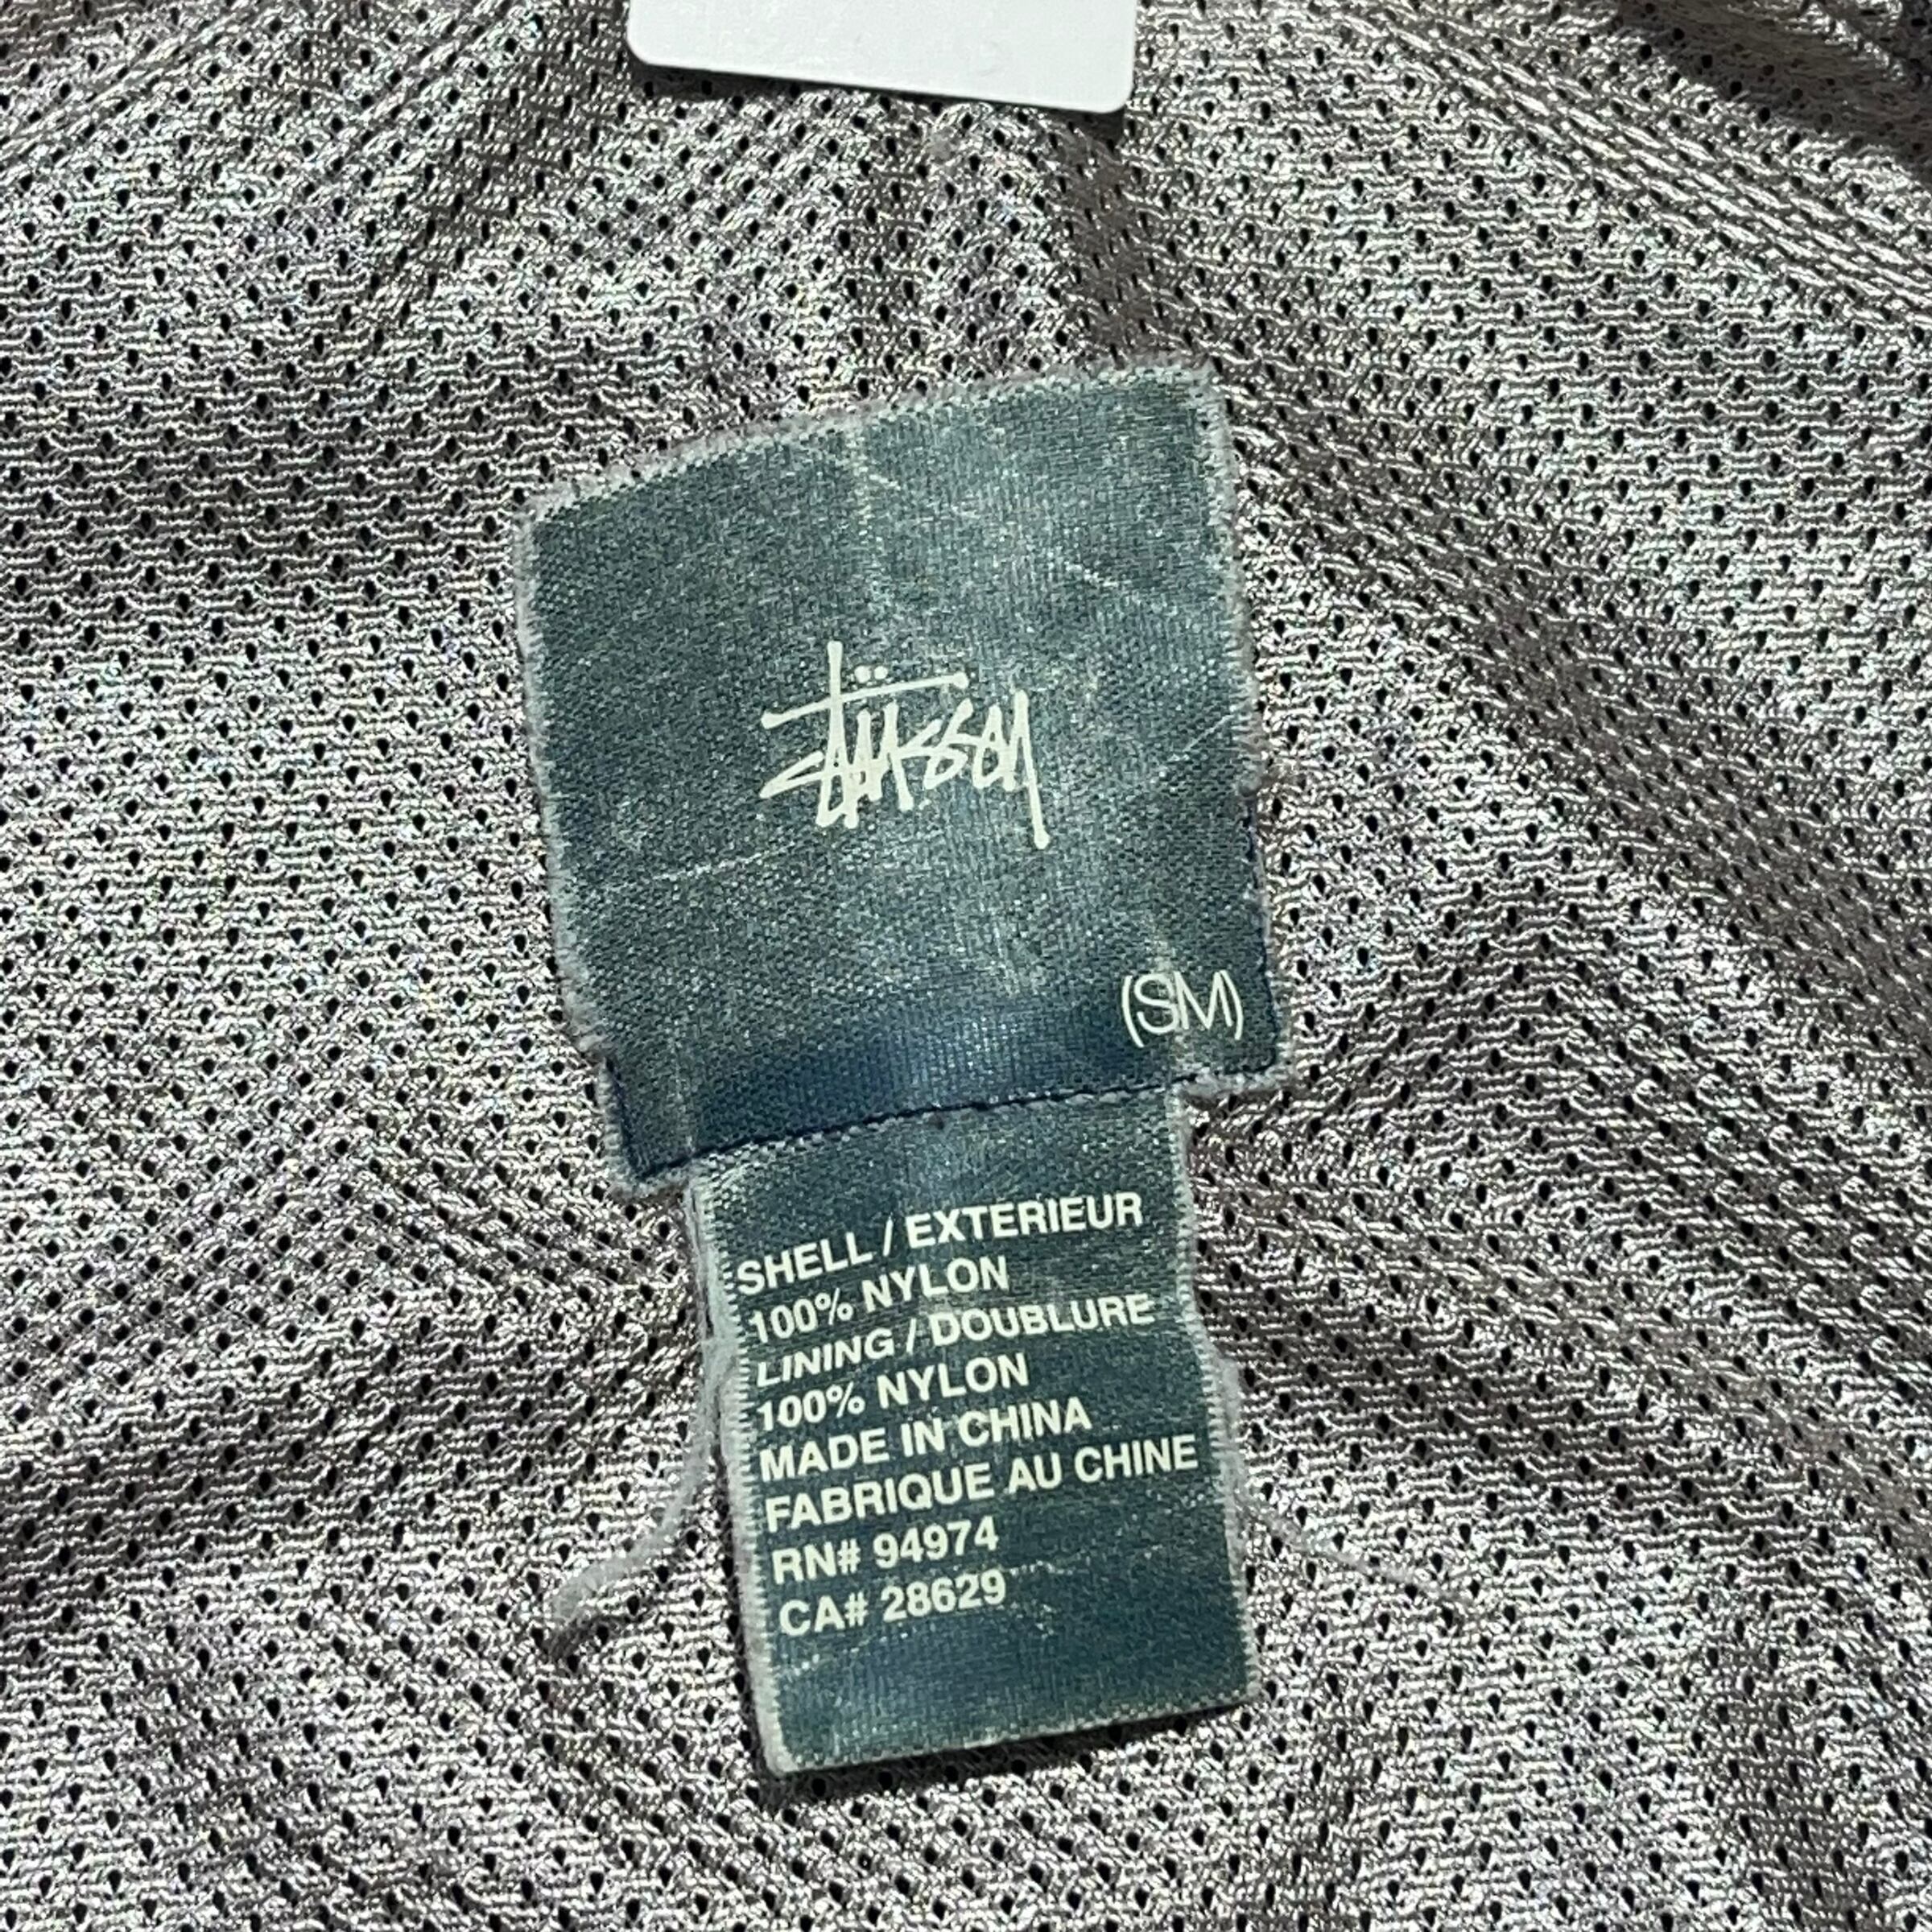 Stüssy
(SM)
SHELL / EXTERIEUR
100% NYLON
LINING / DOUBLURE
100% NYLON
MADE IN CHINA
FABRIQUE AU CHINE
RN# 94974
CA# 28629